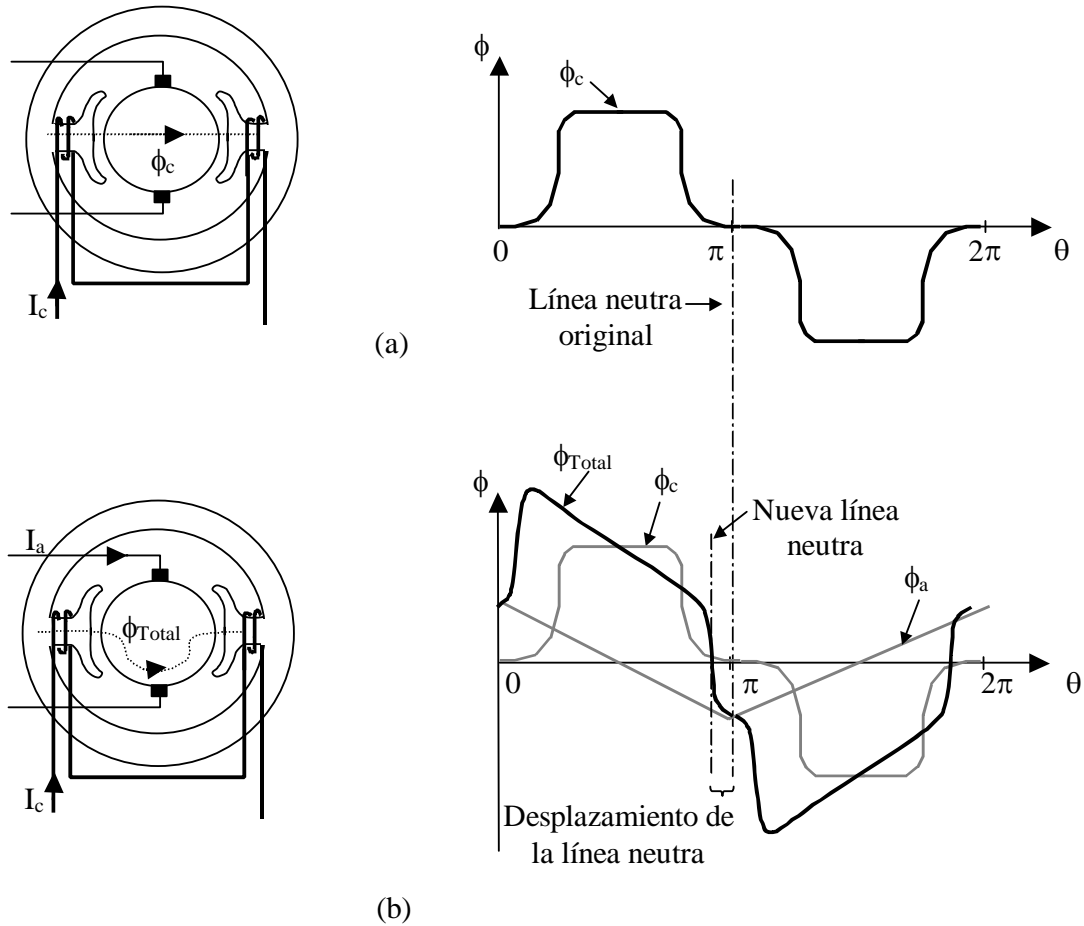 ϕ
ϕc
ϕc
0
π
2π
θ
Línea neutra
original
Ic
(a)
ϕTotal
ϕ
ϕc
Nueva línea
neutra
Ia
ϕa
ϕTotal
0
π
2π
θ
Ic
Desplazamiento de
la línea neutra
(b)